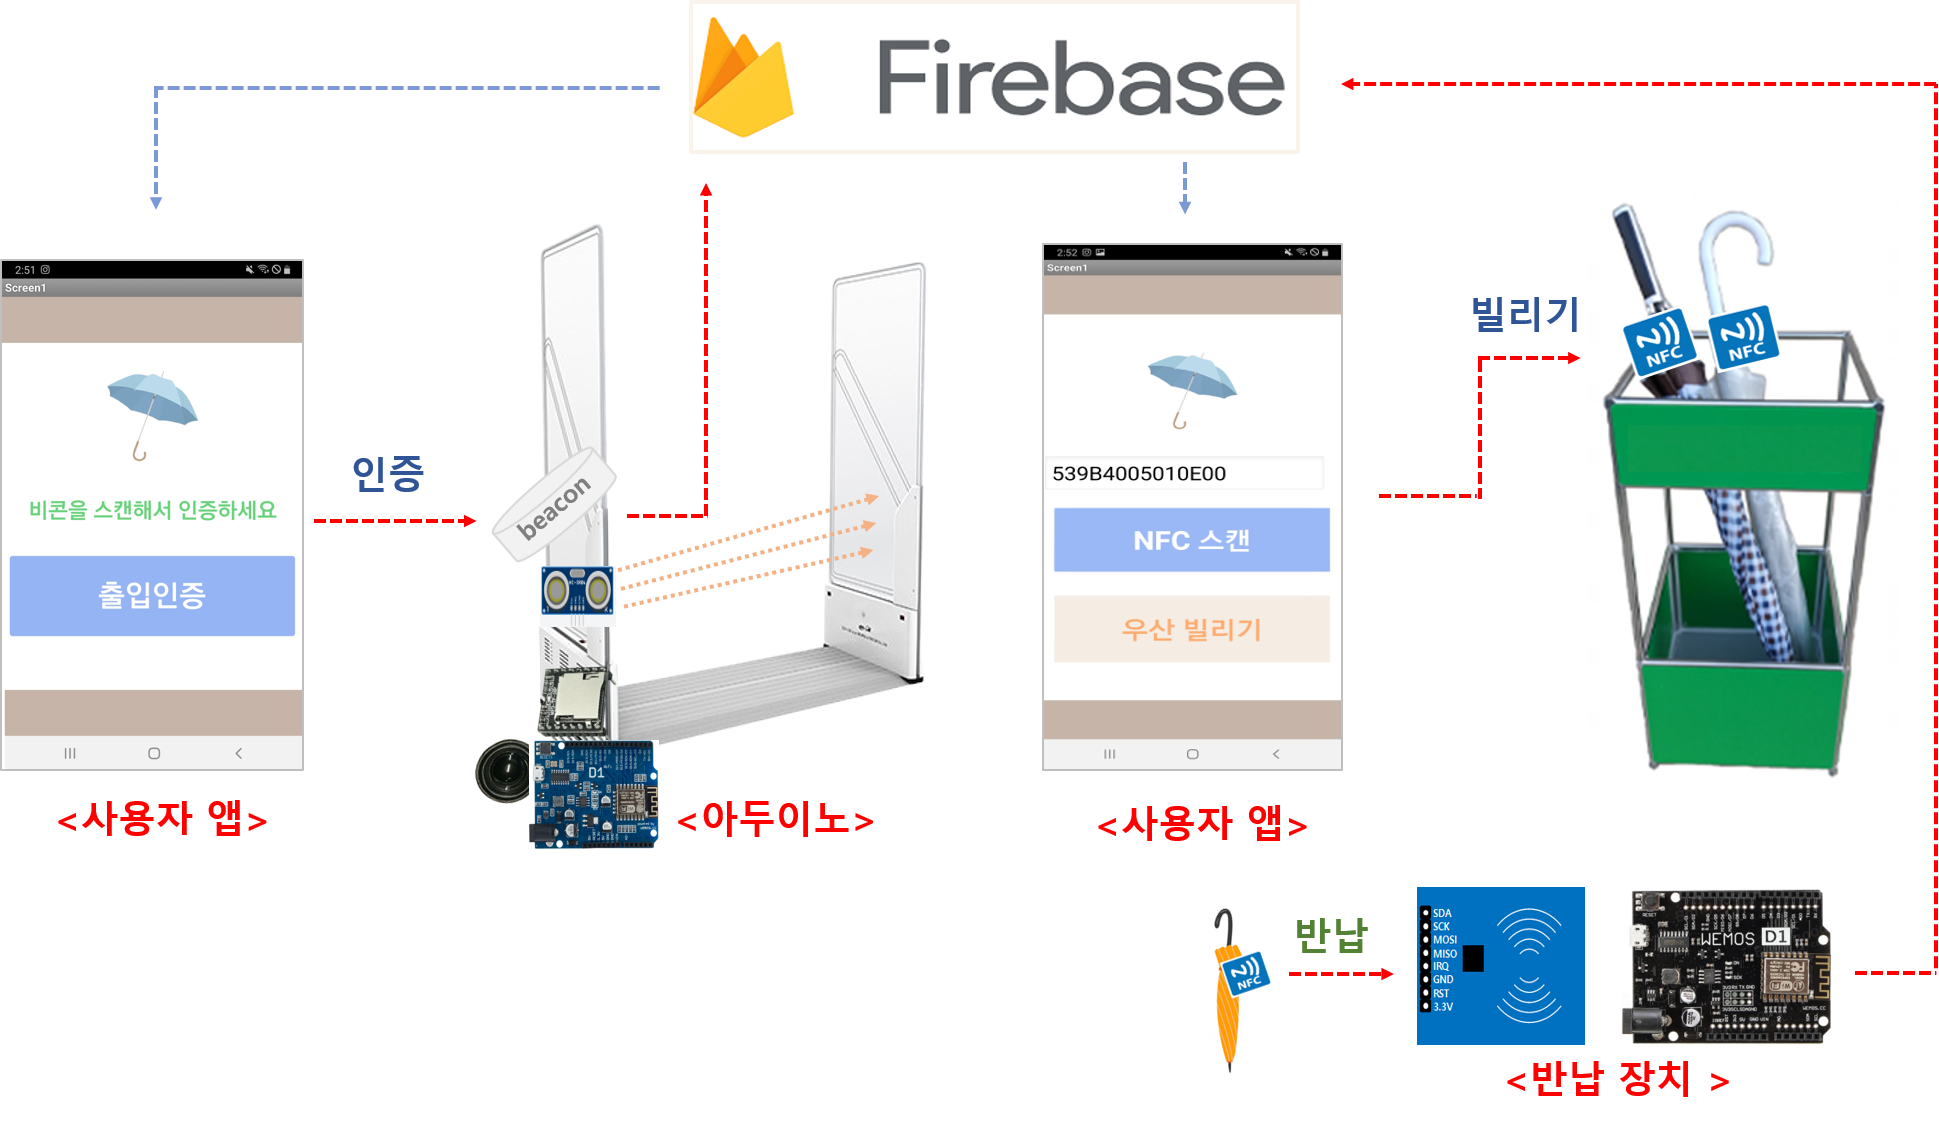 Firebase
2:51
Screen1
비콘을 스캔해서 인증하세요
출입인증
<사용자 앱>
인증
beacon
D1
<아두이노>
2:52
Screen1
539B4005010E00
NFC 스캔
우산 빌리기
<사용자 앱>
빌리기
NFC
NFC
반납
NFC
SDA
SCK
MOSI
MISO
IRQ
GND
RST
3.3V
RESET
WEMOS D1
WiFi
<반납 장치 >